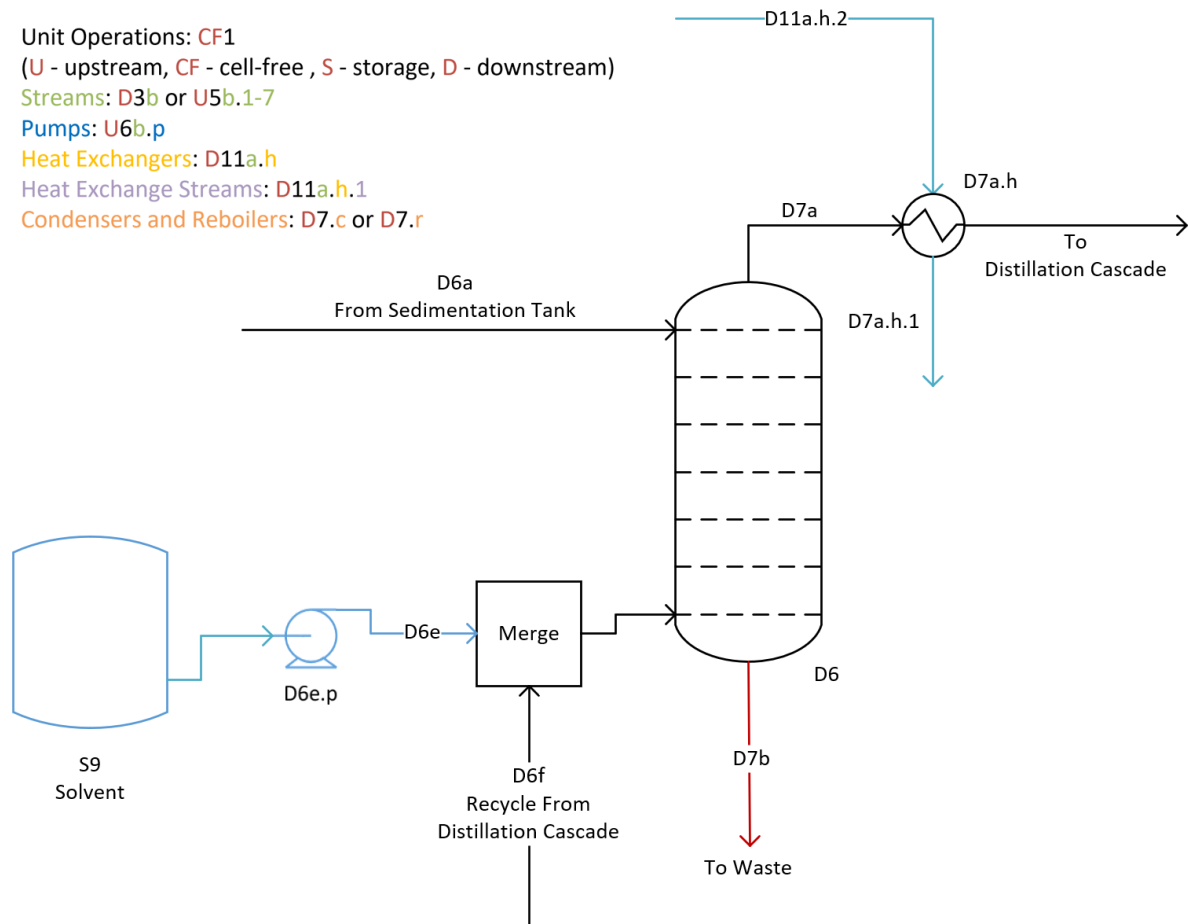 Unit Operations: CF1
(U - upstream, CF - cell-free , S - storage, D - downstream)
Streams: D3b or U5b.1-7
Pumps: U6b.p
Heat Exchangers: D11a.h
Heat Exchange Streams: D11a.h.1
Condensers and Reboilers: D7.c or D7.r
D11a.h.2
D7a.h
D7a
To
Distillation Cascade
D6a
From Sedimentation Tank
D7a.h.1
D6e
Merge
D6
D6e.p
S9
Solvent
D6f
Recycle From
Distillation Cascade
D7b
To Waste